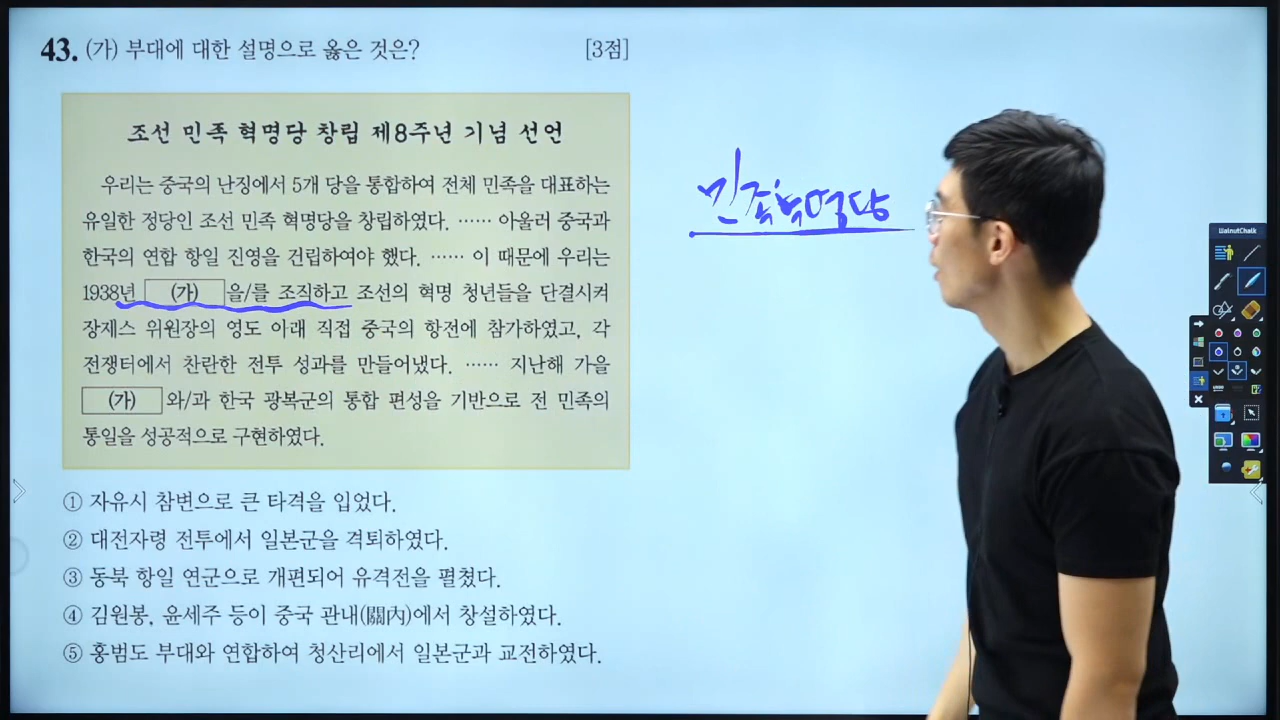 43. (가) 부대에 대한 설명으로 옳은 것은? [3점]
조선 민족 혁명당 창립 제8주년 기념 선언
우리는 중국의 난징에서 5개 당을 통합하여 전체 민족을 대표하는
유일한 정당인 조선 민족 혁명당을 창립하였다. …… 아울러 중국과
한국의 연합 항일 진영을 건립하여야 했다. …… 이 때문에 우리는
1938년 (가) 을/를 조직하고 조선의 혁명 청년들을 단결시켜
장제스 위원장의 영도 아래 직접 중국의 항전에 참가하였고, 각
전쟁터에서 찬란한 전투 성과를 만들어냈다. …… 지난해 가을
(가) 와/과 한국 광복군의 통합 편성을 기반으로 전 민족의
통일을 성공적으로 구현하였다.
① 자유시 참변으로 큰 타격을 입었다.
② 대전자령 전투에서 일본군을 격퇴하였다.
③ 동북 항일 연군으로 개편되어 유격전을 펼쳤다.
④ 김원봉, 윤세주 등이 중국 관내(關內)에서 창설하였다.
⑤ 홍범도 부대와 연합하여 청산리에서 일본군과 교전하였다.
민족혁명당
WalnutChalk